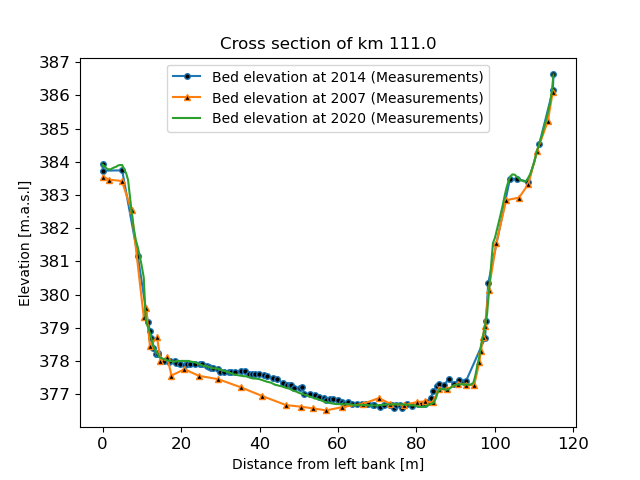 Cross section of km 111.0
Bed elevation at 2014 (Measurements)
Bed elevation at 2007 (Measurements)
Bed elevation at 2020 (Measurements)
Elevation [m.a.s.l]
387
386
385
384
383
382
381
380
379
378
377
0 20 40 60 80 100 120
Distance from left bank [m]